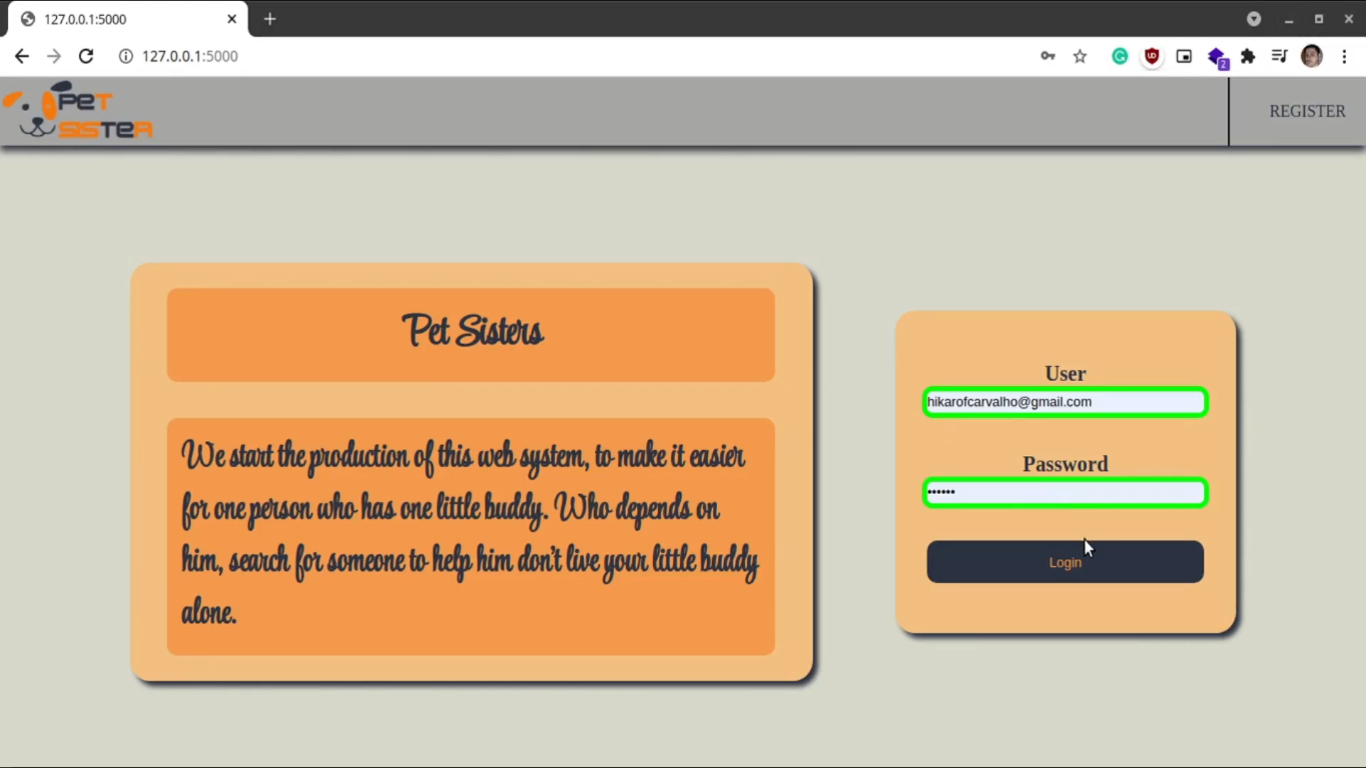 127.0.0.1:5000
127.0.0.1:5000
2
PET
SISTER
REGISTER
Pet Sisters
We start the production of this web system, to make it easier
for one person who has one little buddy. Who depends on
him, search for someone to help him don't live your little buddy
alone.
User
hikarofcarvalho@gmail.com
Password
••••••
Login